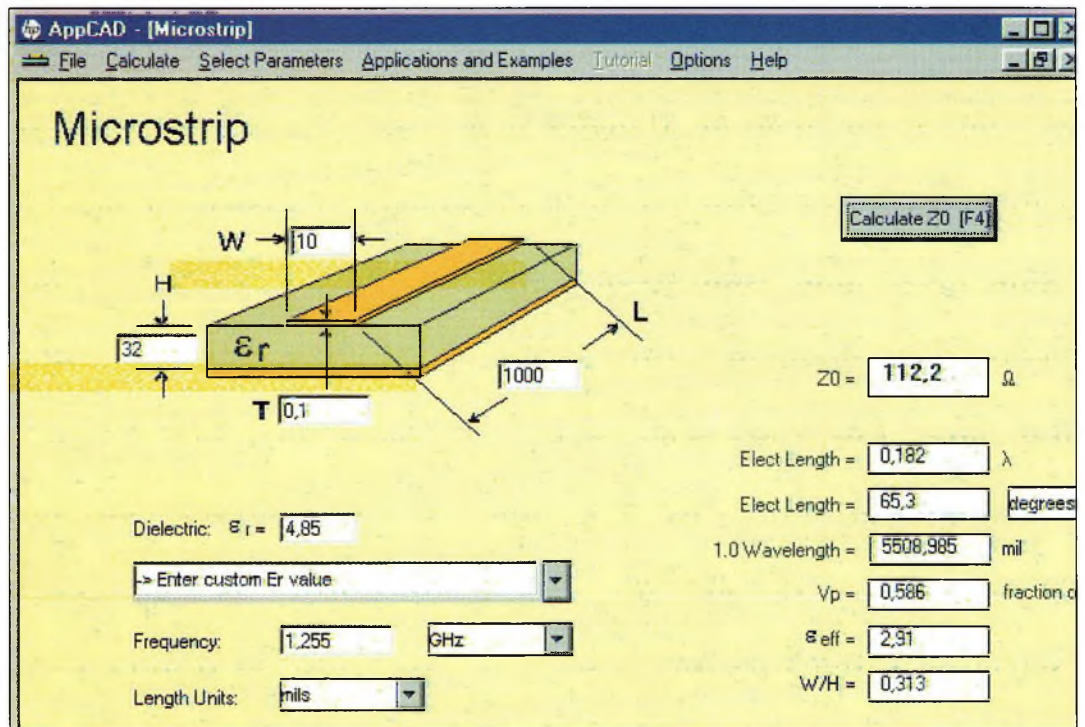 AppCAD - [Microstrip]
File Calculate Select Parameters Applications and Examples Tutorial Options Help
Microstrip
Calculate Z0 [F4]
W 10
H
L
32
εr
1000
T 0,1
Z0 = 112,2 Ω
Elect Length = 0,182 λ
Elect Length = 65,3 degrees
Dielectric: εr = 4,85
1.0 Wavelength = 5508,985 mil
-> Enter custom Er value
Vp = 0,586 fraction c
Frequency: 1,255 GHz
εeff = 2,91
Length Units: mils
W/H = 0,313